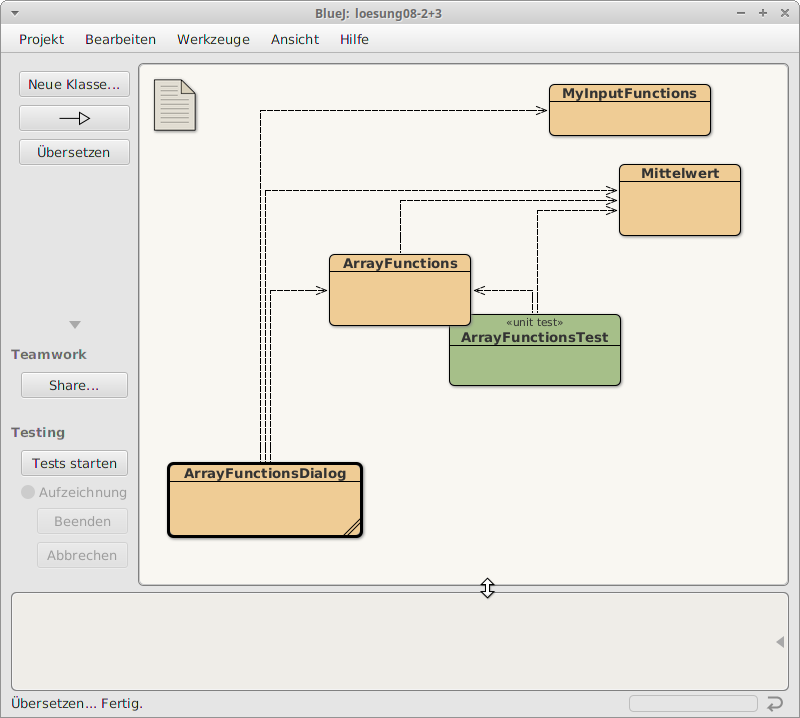 BlueJ: loesung08-2+3
Projekt Bearbeiten Werkzeuge Ansicht Hilfe
Neue Klasse...
Übersetzen
MyInputFunctions
Mittelwert
ArrayFunctions
«unit test»
ArrayFunctionsTest
ArrayFunctionsDialog
Teamwork
Share...
Testing
Tests starten
Aufzeichnung
Beenden
Abbrechen
Übersetzen... Fertig.